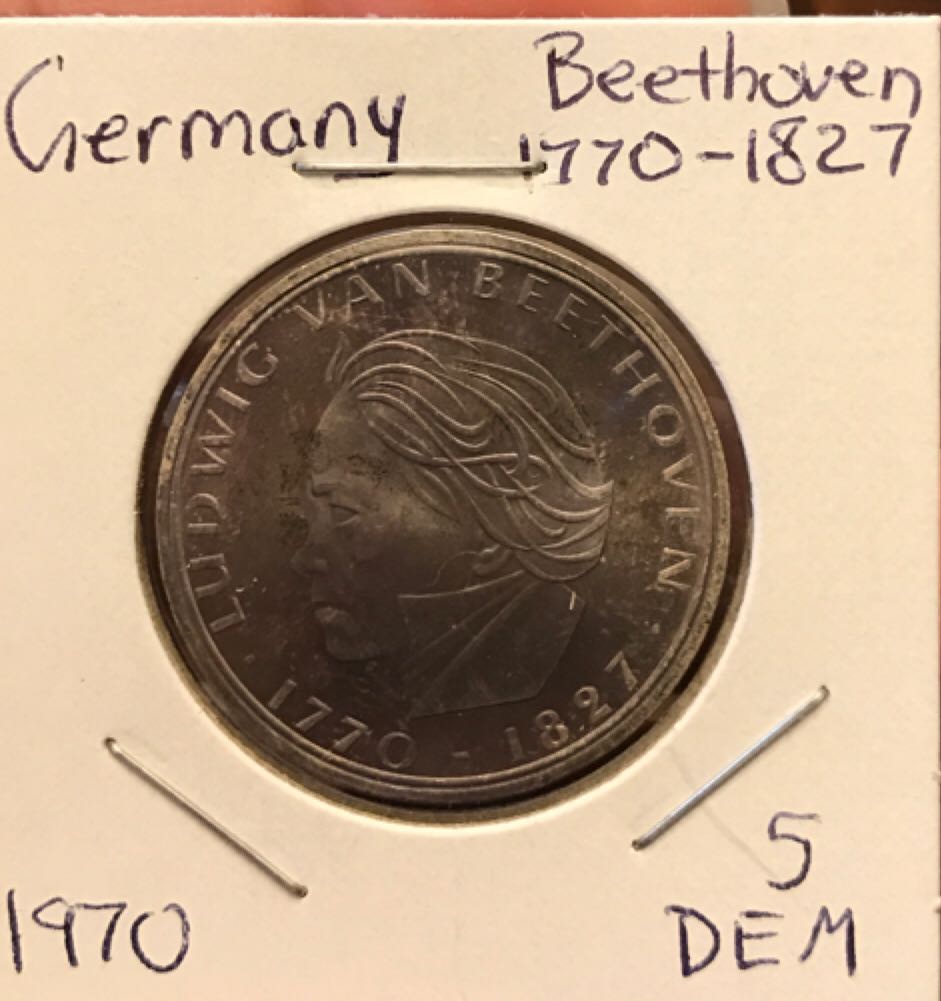 Germany
Beethoven
1770-1827
LUDWIG VAN BEETHOVEN
1770 - 1827
1970
5
DEM